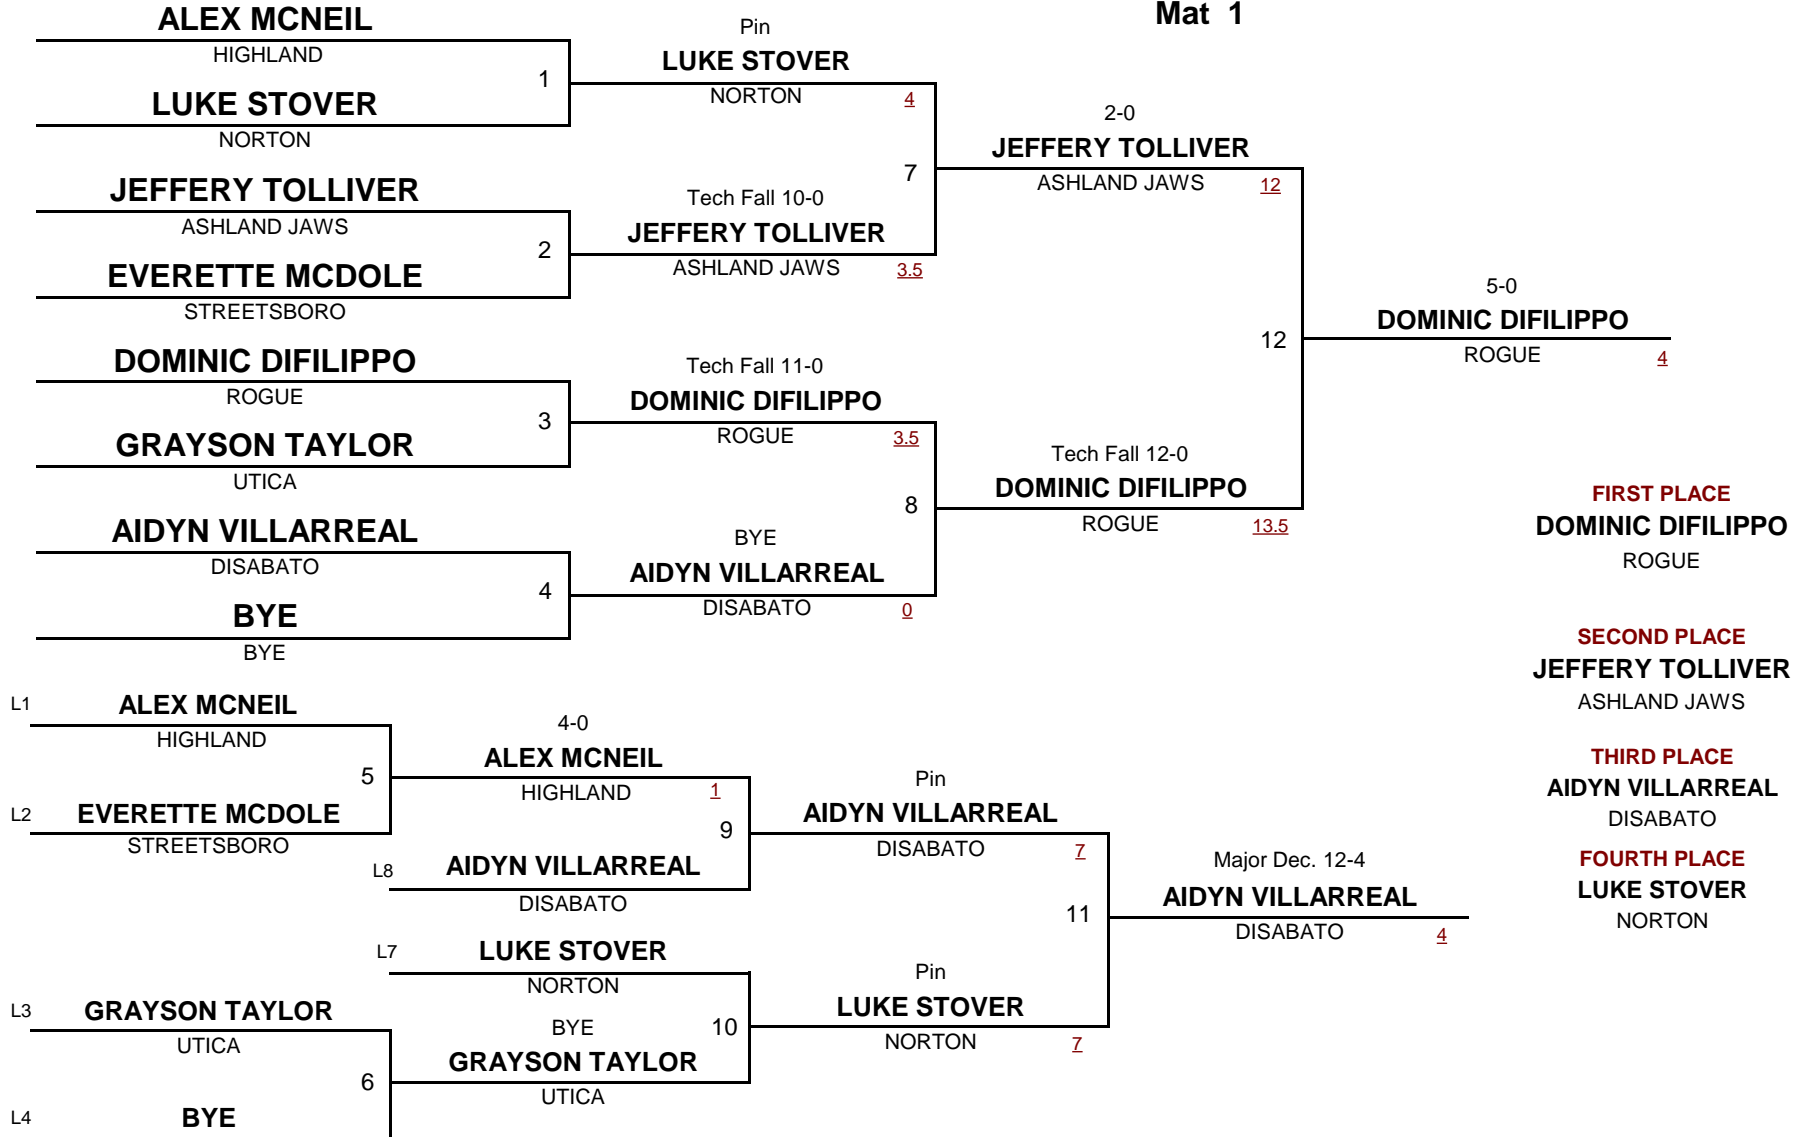 Mat 1
ALEX MCNEIL
HIGHLAND
1
LUKE STOVER
NORTON
JEFFERY TOLLIVER
ASHLAND JAWS
2
EVERETTE MCDOLE
STREETSBORO
DOMINIC DIFILIPPO
ROGUE
3
GRAYSON TAYLOR
UTICA
AIDYN VILLARREAL
DISABATO
4
BYE
BYE
Pin
LUKE STOVER
NORTON
4
7
Tech Fall 10-0
JEFFERY TOLLIVER
ASHLAND JAWS
3.5
Tech Fall 11-0
DOMINIC DIFILIPPO
ROGUE
3.5
8
BYE
AIDYN VILLARREAL
DISABATO
0
2-0
JEFFERY TOLLIVER
ASHLAND JAWS
12
12
Tech Fall 12-0
DOMINIC DIFILIPPO
ROGUE
13.5
5-0
DOMINIC DIFILIPPO
ROGUE
4
FIRST PLACE
DOMINIC DIFILIPPO
ROGUE
SECOND PLACE
JEFFERY TOLLIVER
ASHLAND JAWS
THIRD PLACE
AIDYN VILLARREAL
DISABATO
FOURTH PLACE
LUKE STOVER
NORTON
L1
ALEX MCNEIL
HIGHLAND
5
L2
EVERETTE MCDOLE
STREETSBORO
4-0
ALEX MCNEIL
HIGHLAND
1
9
L8
AIDYN VILLARREAL
DISABATO
L7
LUKE STOVER
NORTON
L3
GRAYSON TAYLOR
UTICA
6
L4
BYE
BYE
10
GRAYSON TAYLOR
UTICA
Pin
AIDYN VILLARREAL
DISABATO
7
11
Pin
LUKE STOVER
NORTON
7
Major Dec. 12-4
AIDYN VILLARREAL
DISABATO
4